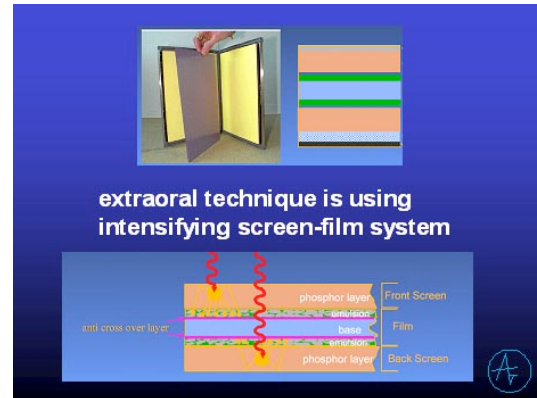 extraoral technique is using
intensifying screen-film system
phosphor layer
Front Screen
emulsion
anti cross over layer
base
Film
emulsion
phosphor layer
Back Screen